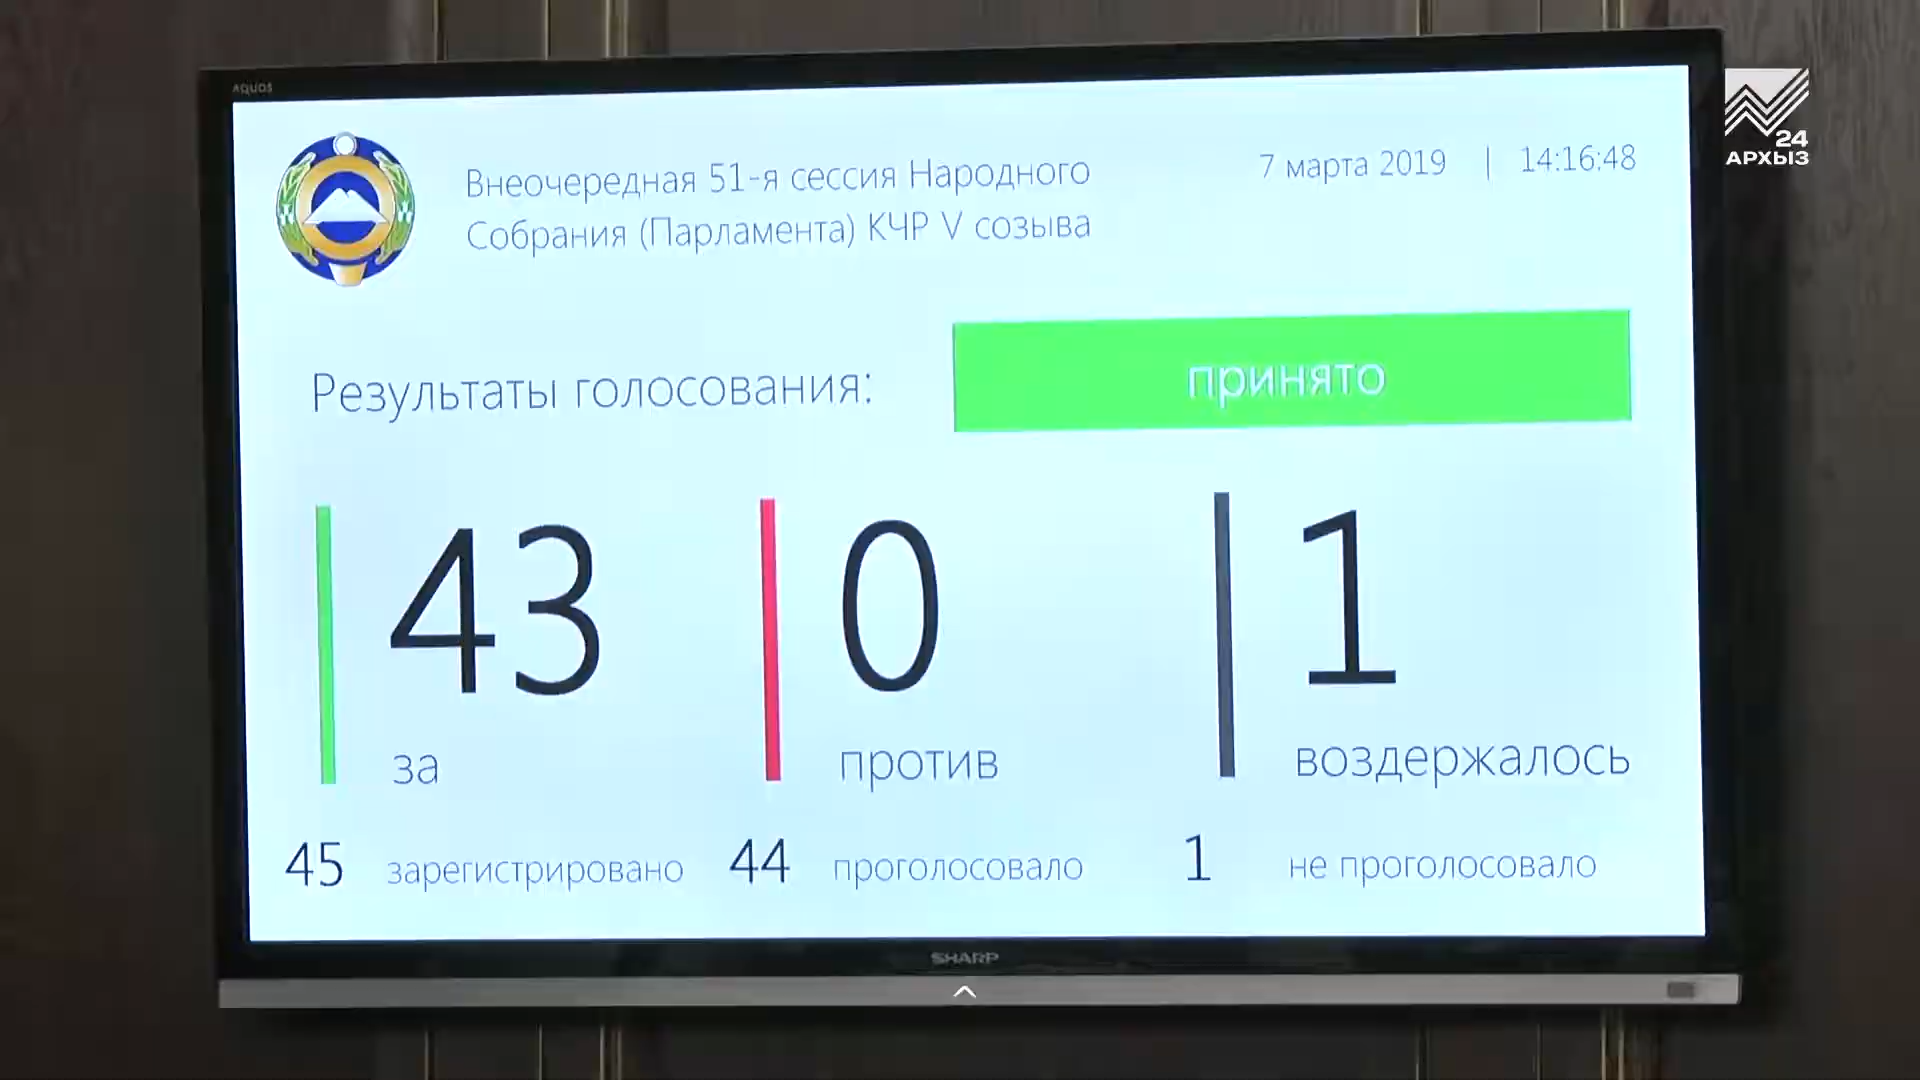 AQUOS
24
АРХЫЗ
Внеочередная 51-я сессия Народного
Собрания (Парламента) КЧР V созыва
7 марта 2019 | 14:16:48
Результаты голосования:
принято
43
0
1
за
против
воздержалось
45 зарегистрировано
44 проголосовало
1 не проголосовало
SHARP